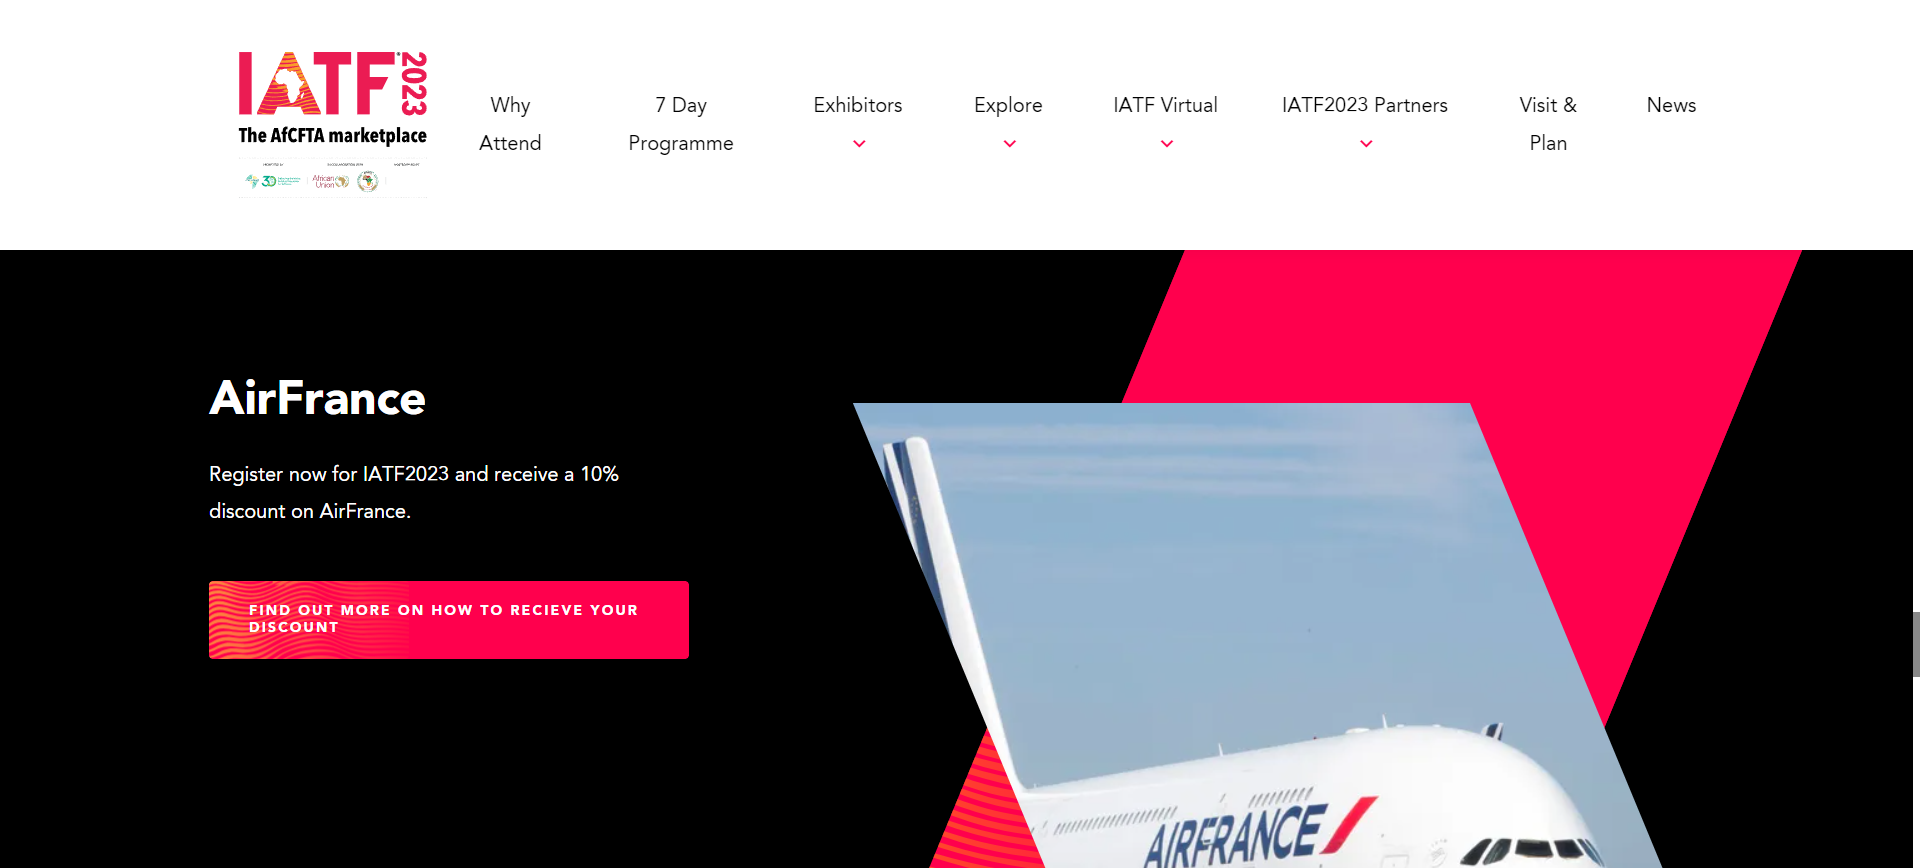 IATF 2023
The AfCFTA marketplace
African
Union
Why
Attend
7 Day
Programme
Exhibitors
Explore
IATF Virtual
IATF2023 Partners
Visit &
Plan
News
AirFrance
Register now for IATF2023 and receive a 10%
discount on AirFrance.
FIND OUT MORE ON HOW TO RECIEVE YOUR
DISCOUNT
AIRFRANCE